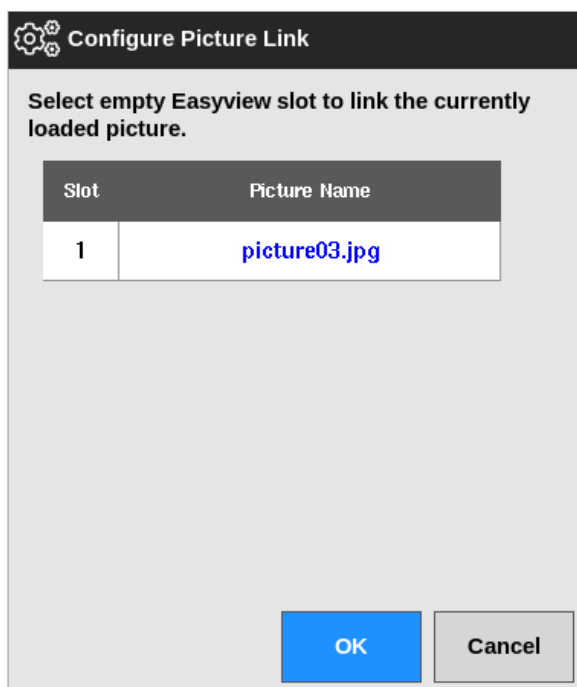 Configure Picture Link
Select empty Easyview slot to link the currently
loaded picture.
Slot Picture Name
1 picture03.jpg
OK Cancel